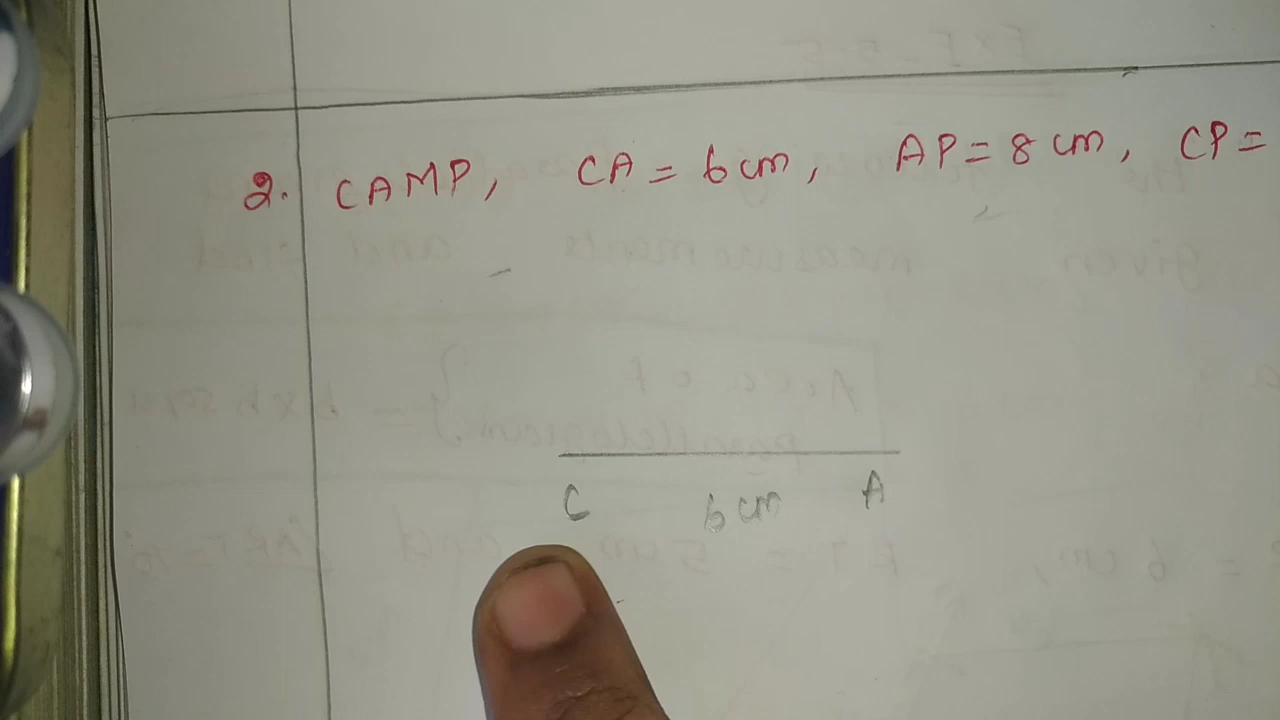 2. CAMP, CA = 6 cm, AP = 8 cm, CP =
C 6 cm A